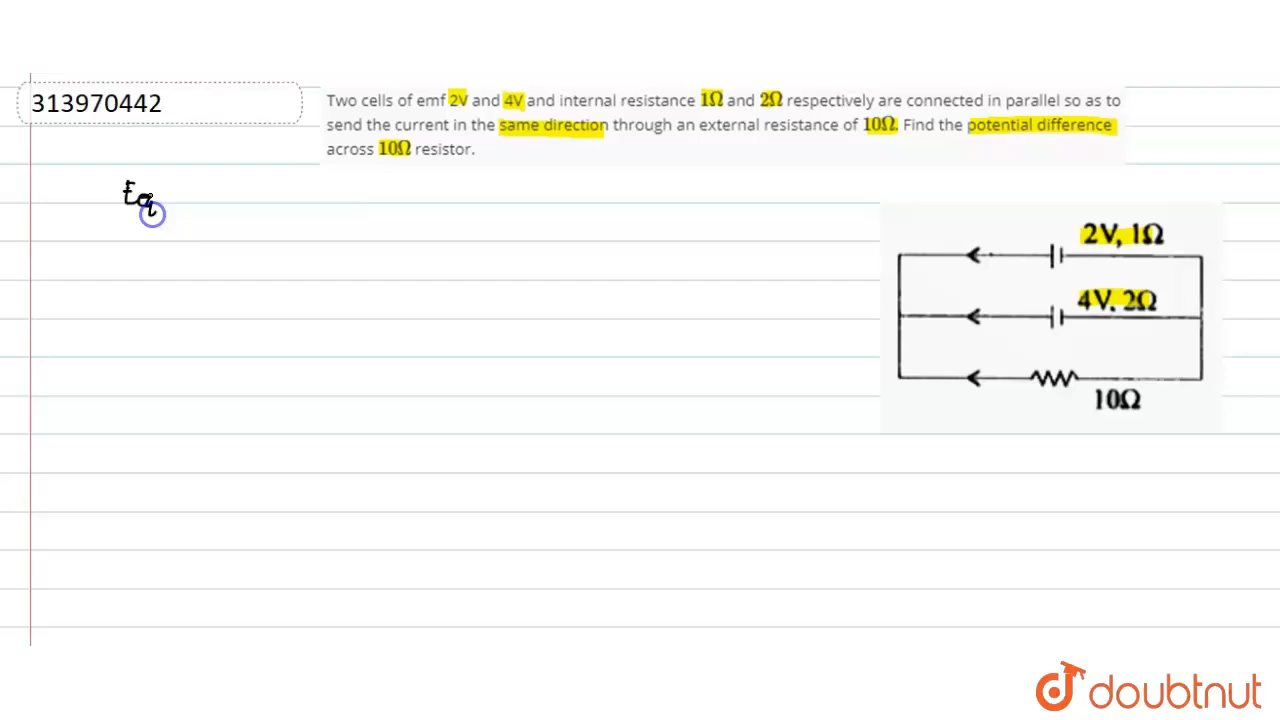 313970442
Two cells of emf 2V and 4V and internal resistance 1Ω and 2Ω respectively are connected in parallel so as to
send the current in the same direction through an external resistance of 10Ω. Find the potential difference
across 10Ω resistor.
Eq
2V, 1Ω
4V. 2Ω
10Ω
doubtnut